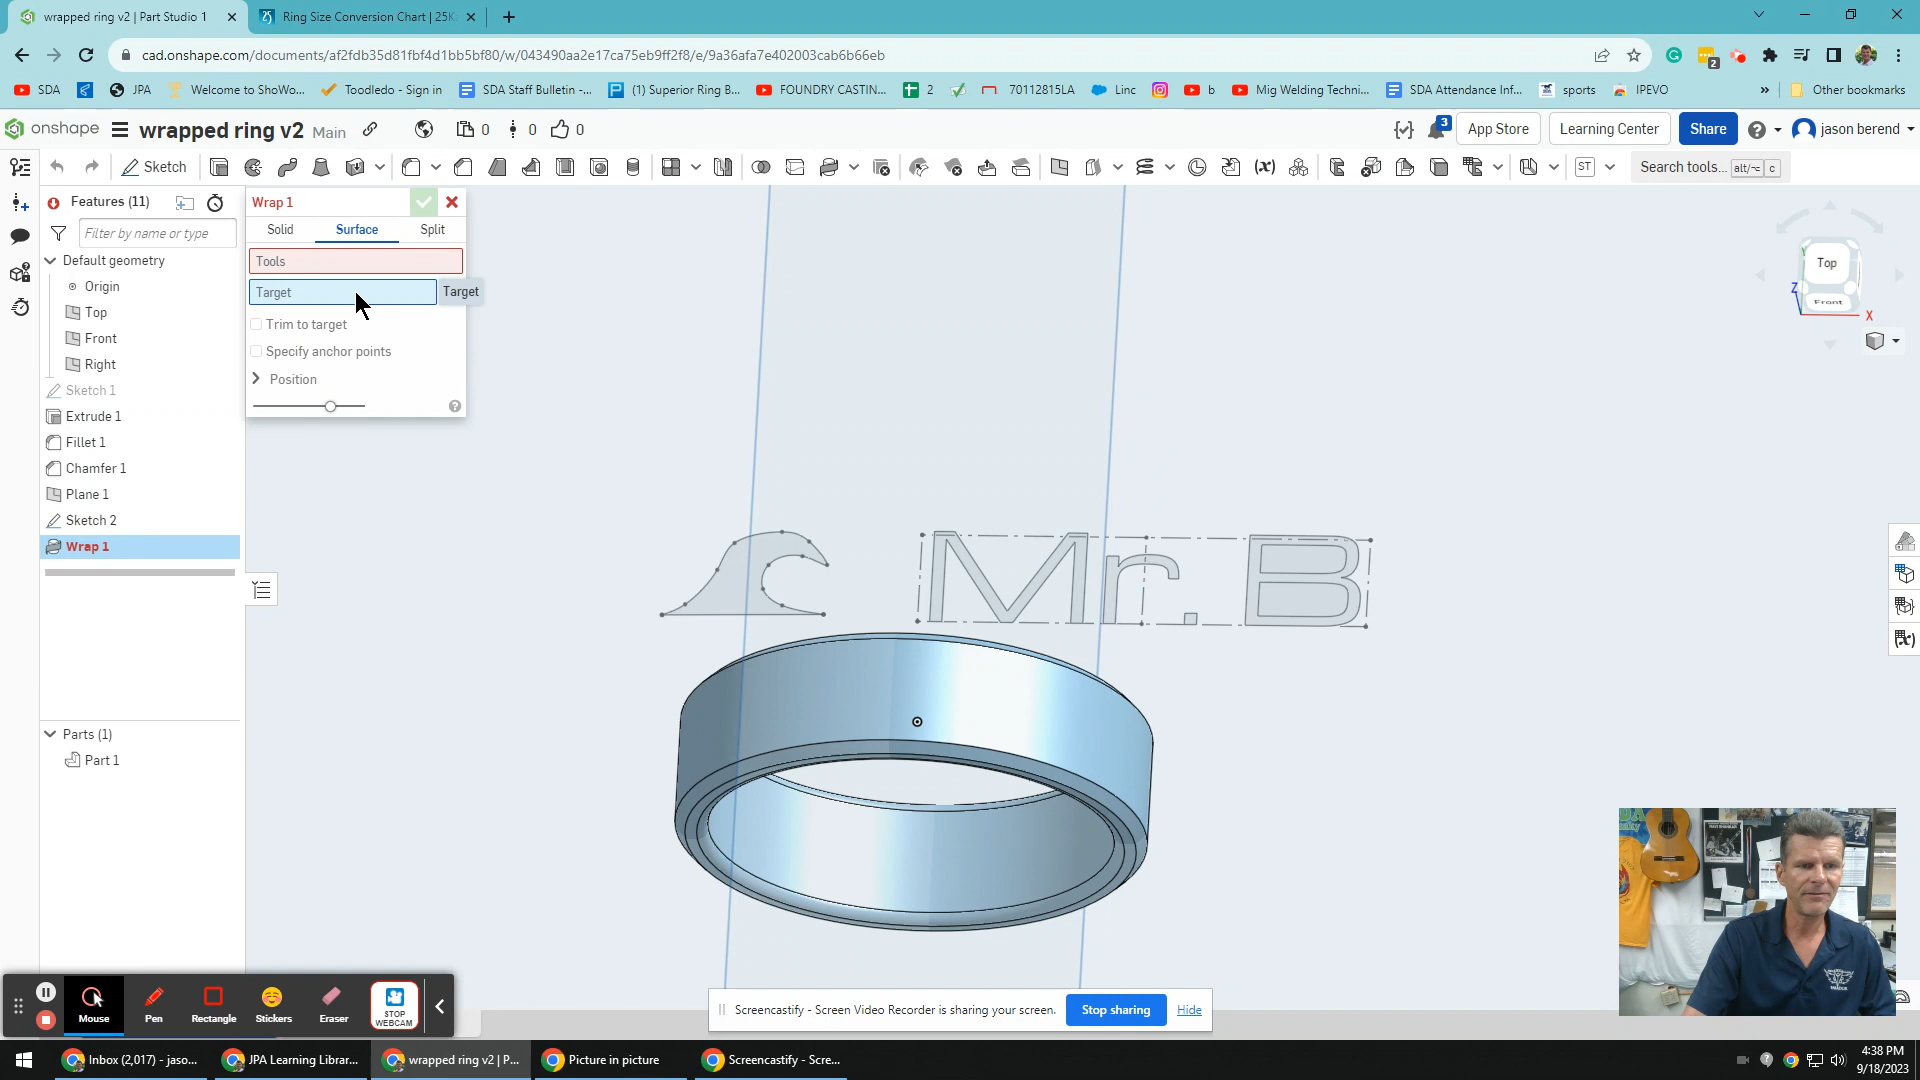 wrapped ring v2 | Part Studio 1
Ring Size Conversion Chart | 25K
cad.onshape.com/documents/af2fdb35d81fbf4d1bb5bf80/w/043490aa2e17ca75eb9ff2f8/e/9a36afa7e402003cab6b66eb
2
SDA
JPA
Welcome to ShoWo...
Toodledo - Sign in
SDA Staff Bulletin -...
(1) Superior Ring B...
FOUNDRY CASTIN...
2
70112815LA
Linc
b
Mig Welding Techni...
SDA Attendance Inf...
sports
IPEVO
»
Other bookmarks
onshape
wrapped ring v2 Main
0
0
0
3
App Store
Learning Center
Share
jason berend
Sketch
(x)
ST
Search tools... alt/⌥ c
Features (11)
Filter by name or type
Default geometry
Origin
Top
Front
Right
Sketch 1
Extrude 1
Fillet 1
Chamfer 1
Plane 1
Sketch 2
Wrap 1
Parts (1)
Part 1
Wrap 1
Solid
Surface
Split
Tools
Target
Target
Trim to target
Specify anchor points
Position
Mr.B
Top
Front
Z
X
Mouse
Pen
Rectangle
Stickers
Eraser
STOP
WEBCAM
Screencastify - Screen Video Recorder is sharing your screen.
Stop sharing
Hide
Inbox (2,017) - jaso...
JPA Learning Librar...
wrapped ring v2 | P...
Picture in picture
Screencastify - Scre...
4:38 PM
9/18/2023